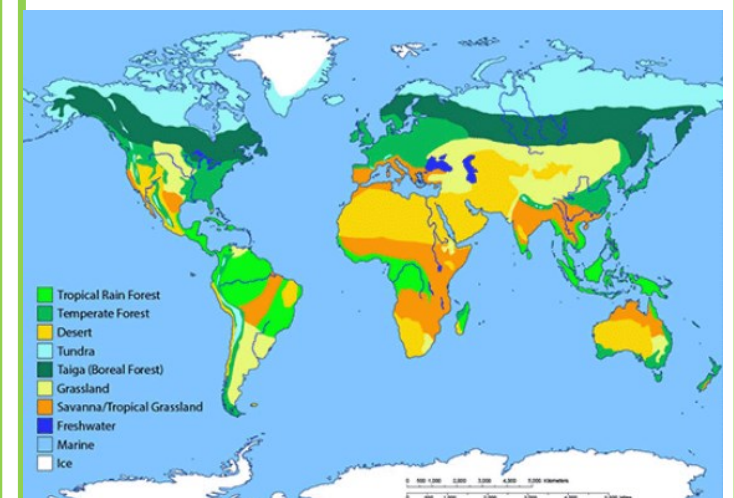 Tropical Rain Forest
Temperate Forest
Desert
Tundra
Taiga (Boreal Forest)
Grassland
Savanna/Tropical Grassland
Freshwater
Marine
Ice